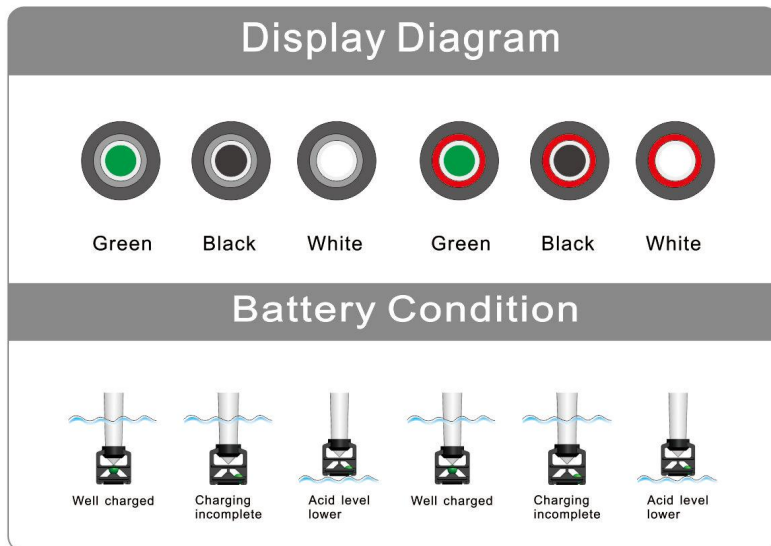 Display Diagram
Green Black White Green Black White
Battery Condition
Well charged Charging incomplete Acid level lower Well charged Charging incomplete Acid level lower